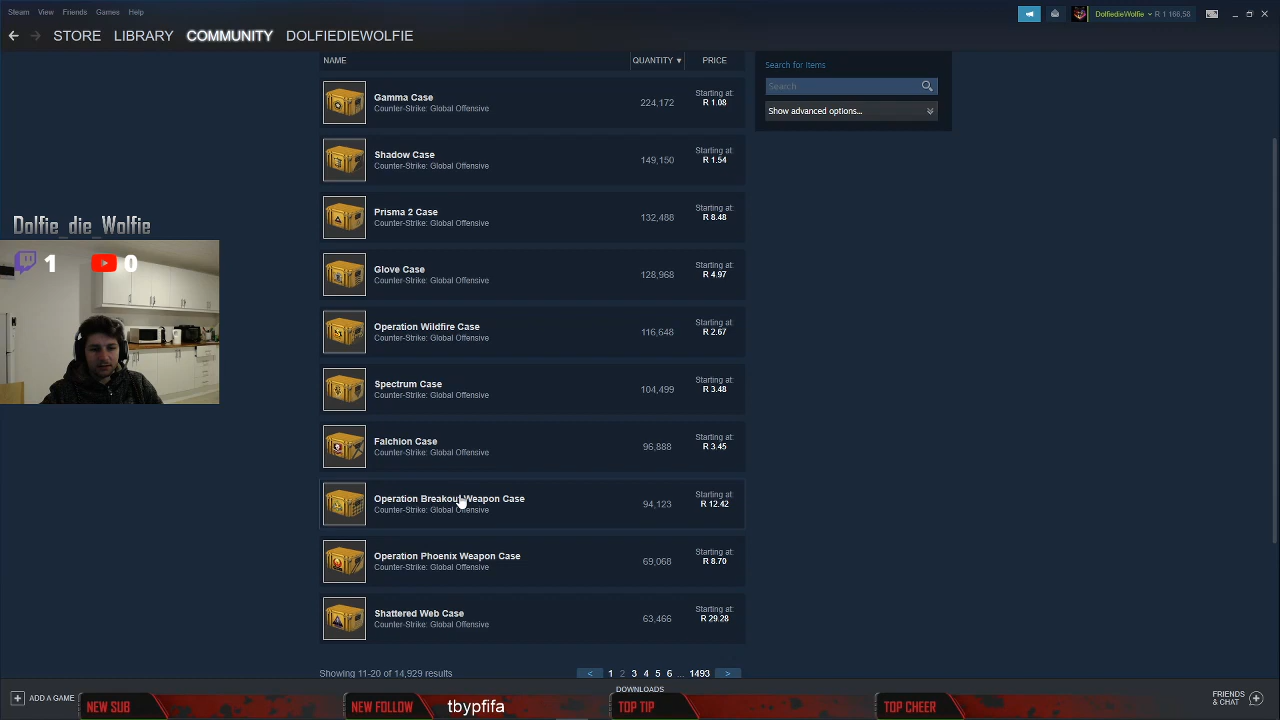 Steam View Friends Games Help
DolfiedieWolfie R 1 166,58
STORE LIBRARY COMMUNITY DOLFIEDIEWOLFIE
NAME QUANTITY ▼ PRICE
Gamma Case
Counter-Strike: Global Offensive
224,172
Starting at:
R 1.08
Shadow Case
Counter-Strike: Global Offensive
149,150
Starting at:
R 1.54
Prisma 2 Case
Counter-Strike: Global Offensive
132,488
Starting at:
R 8.48
Glove Case
Counter-Strike: Global Offensive
128,968
Starting at:
R 4.97
Operation Wildfire Case
Counter-Strike: Global Offensive
116,648
Starting at:
R 2.67
Spectrum Case
Counter-Strike: Global Offensive
104,499
Starting at:
R 3.48
Falchion Case
Counter-Strike: Global Offensive
96,888
Starting at:
R 3.45
Operation Breakout Weapon Case
Counter-Strike: Global Offensive
94,123
Starting at:
R 12.42
Operation Phoenix Weapon Case
Counter-Strike: Global Offensive
69,068
Starting at:
R 8.70
Shattered Web Case
Counter-Strike: Global Offensive
63,466
Starting at:
R 29.28
Showing 11-20 of 14,929 results
< 1 2 3 4 5 6 ... 1493 >
Search for Items
Search
Show advanced options...
Dolfie_die_Wolfie
1 0
+ ADD A GAME
DOWNLOADS
FRIENDS
& CHAT +
NEW SUB
NEW FOLLOW tbypfifa
TOP TIP
TOP CHEER